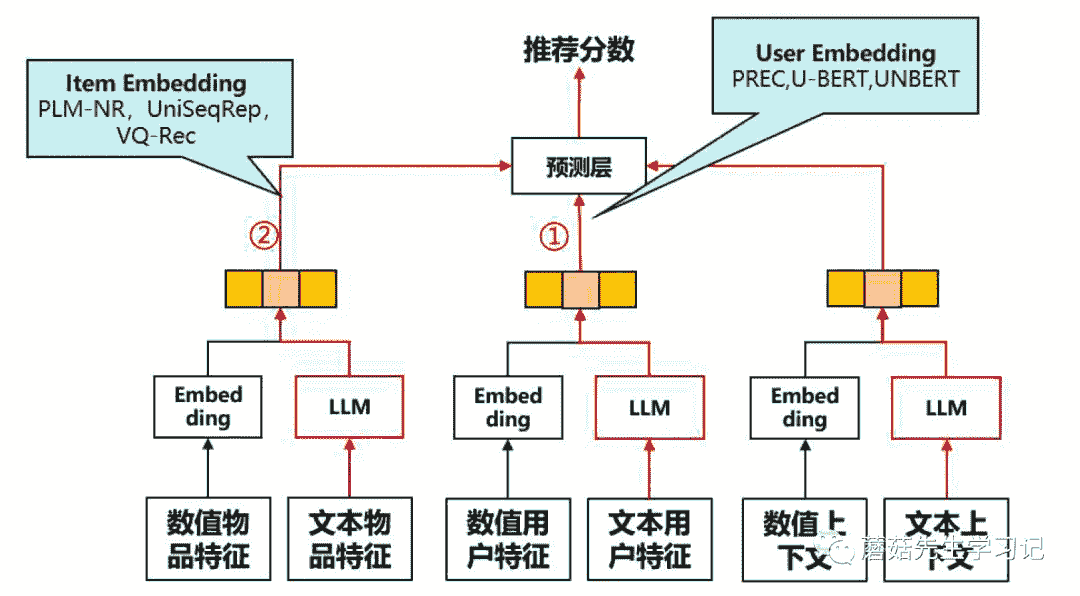 推荐分数
Item Embedding
PLM-NR，UniSeqRep，
VQ-Rec
User Embedding
PREC,U-BERT,UNBERT
预测层
②
①
Embed
ding
LLM
Embed
ding
LLM
Embed
ding
LLM
数值物
品特征
文本物
品特征
数值用
户特征
文本用
户特征
数值上
下文
文本上
下文
蘑菇先生学习记